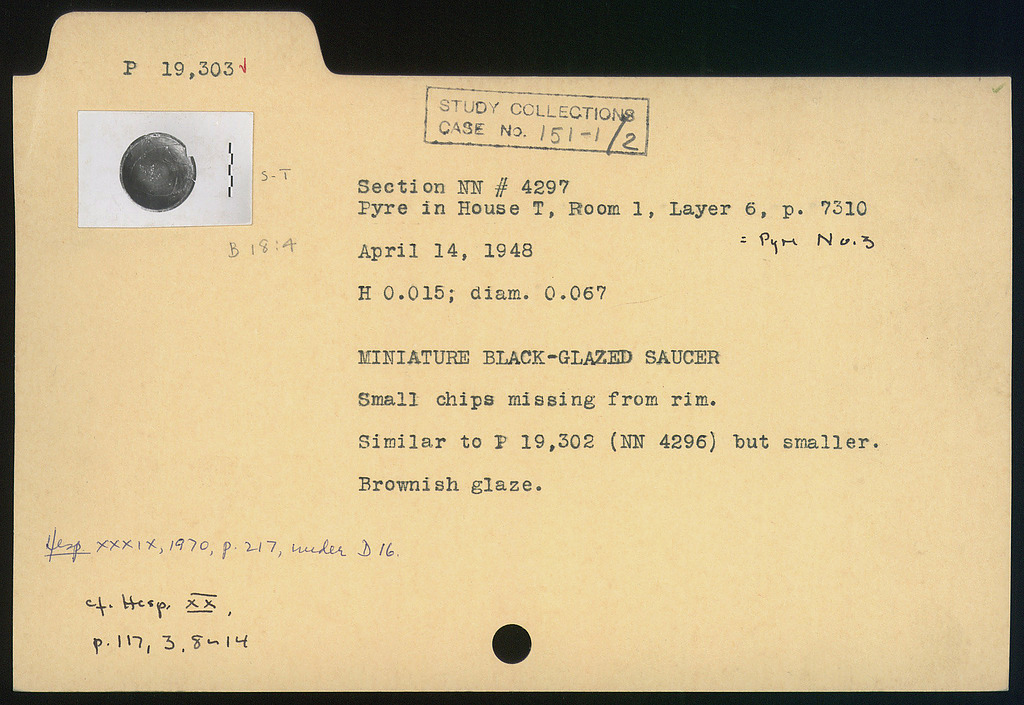 P 19,303 ✓
STUDY COLLECTIONS
CASE No. 151-1/2
S-T
B 18:4
Section NN # 4297
Pyre in House T, Room 1, Layer 6, p. 7310
= Pyre No. 3
April 14, 1948
H 0.015; diam. 0.067
MINIATURE BLACK-GLAZED SAUCER
Small chips missing from rim.
Similar to P 19,302 (NN 4296) but smaller.
Brownish glaze.
Hesp XXXIX, 1970, p. 217, under D 16.
cf. Hesp. XX,
p. 117, 3, 8-14